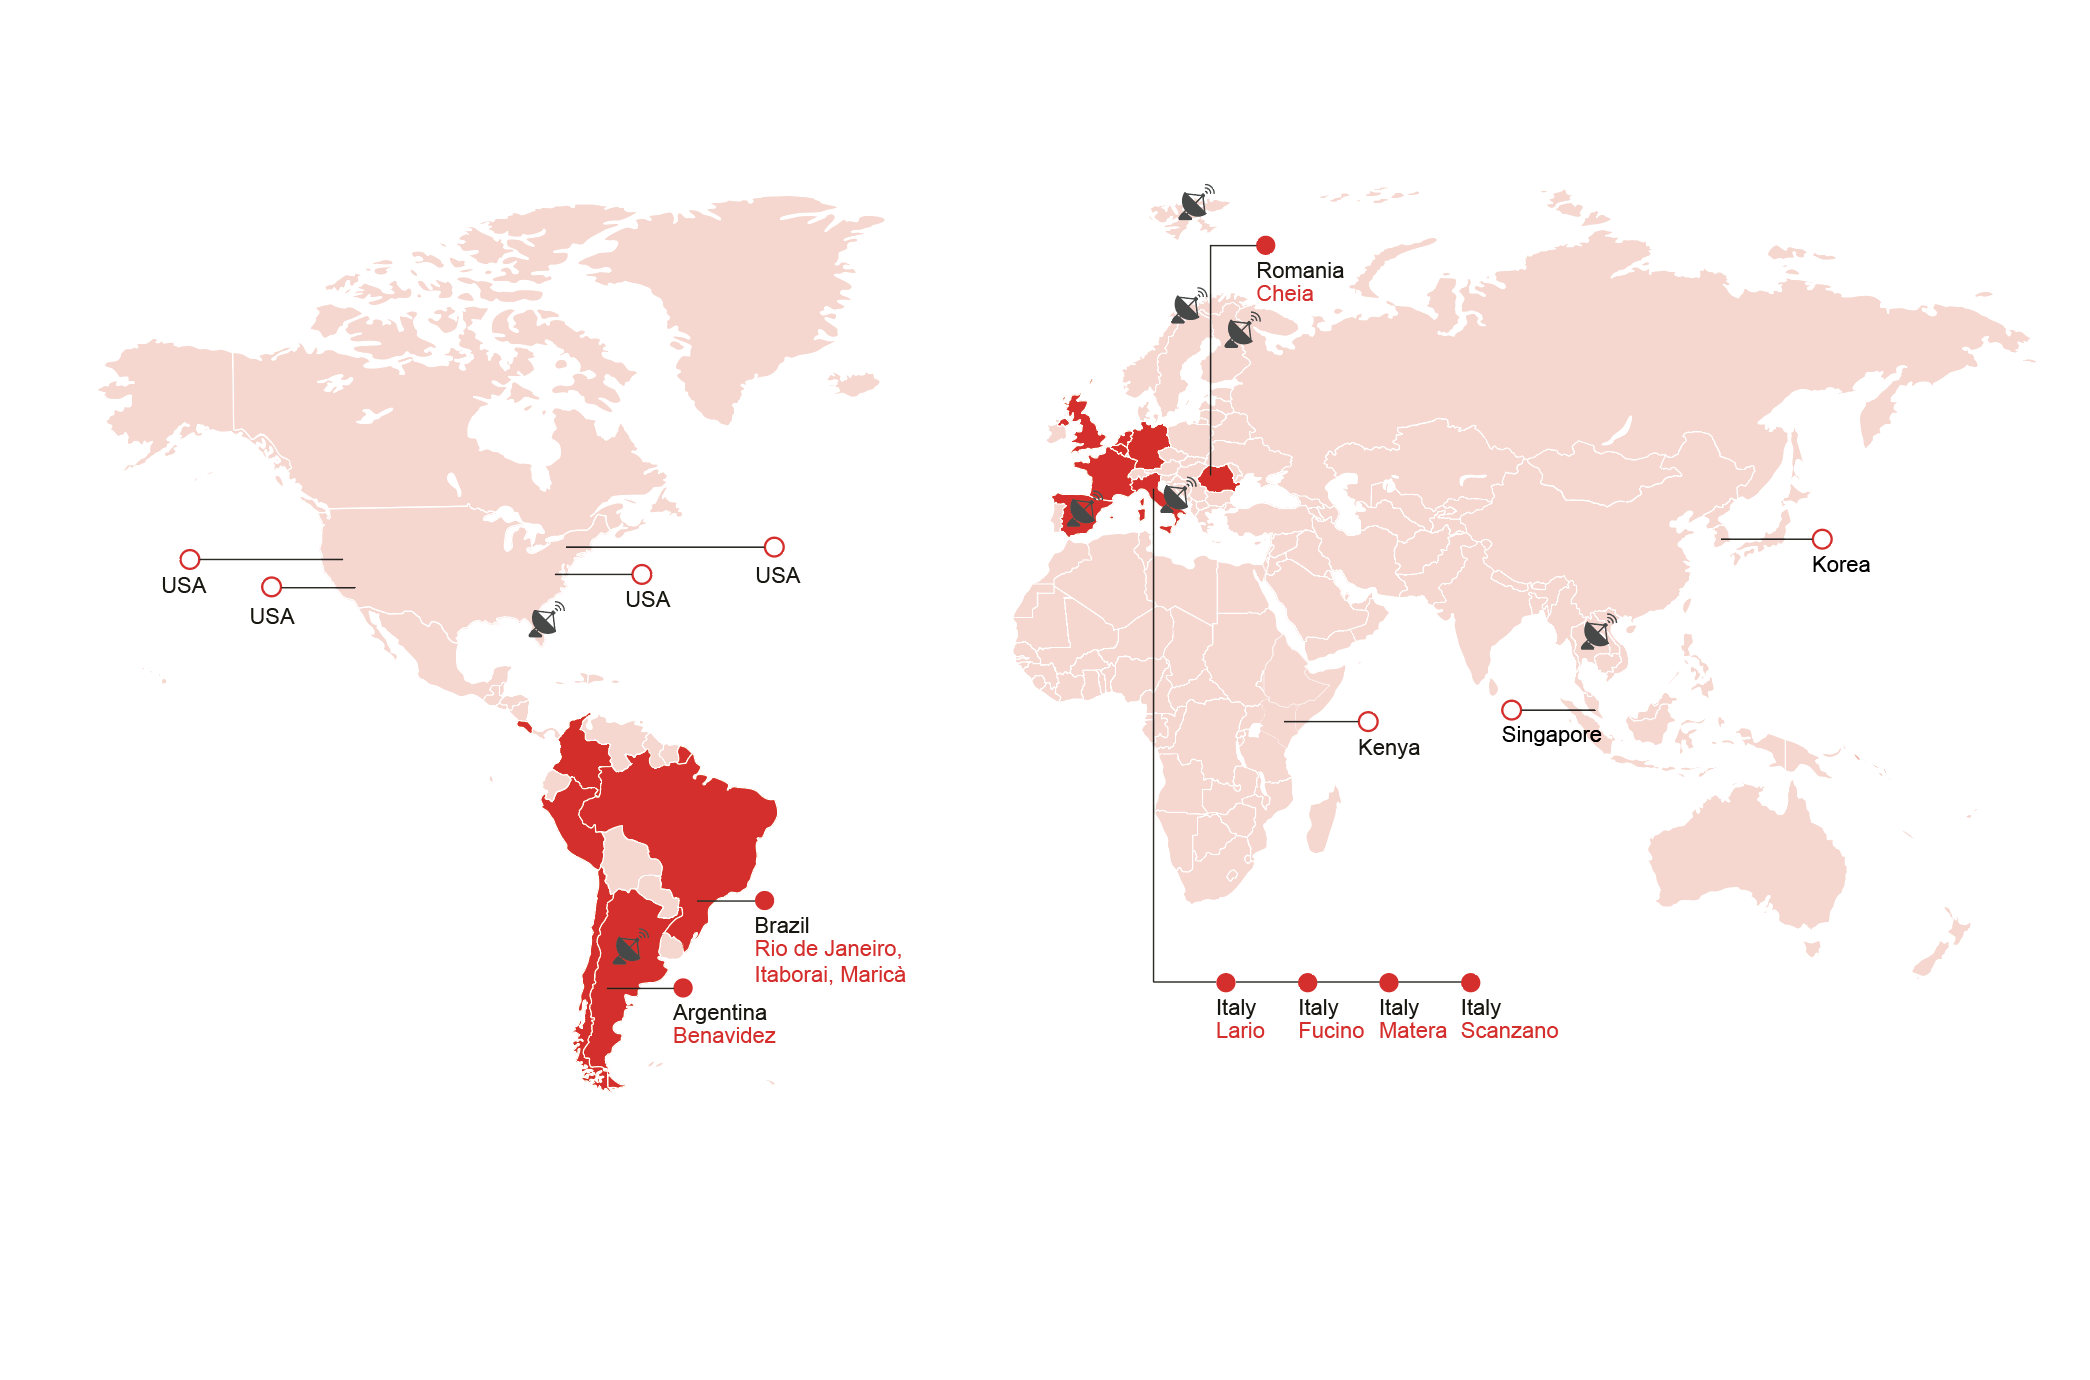 Romania
Cheia
USA
USA
USA
USA
Korea
Kenya
Singapore
Brazil
Rio de Janeiro,
Itaborai, Maricà
Argentina
Benavidez
Italy
Lario
Italy
Fucino
Italy
Matera
Italy
Scanzano